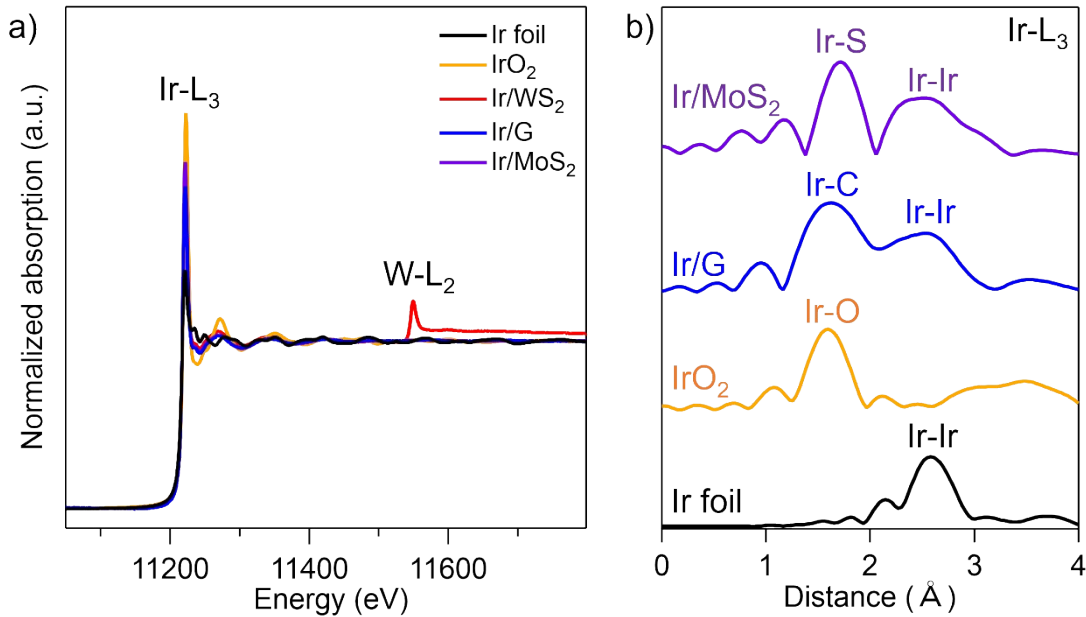 a)
Normalized absorption (a.u.)
Ir-L₃
W-L₂
Ir foil
IrO₂
Ir/WS₂
Ir/G
Ir/MoS₂
11200
11400
11600
Energy (eV)
b)
Ir-L₃
Ir-S
Ir-Ir
Ir/MoS₂
Ir-C
Ir-Ir
Ir/G
Ir-O
IrO₂
Ir-Ir
Ir foil
0
1
2
3
4
Distance (Å)